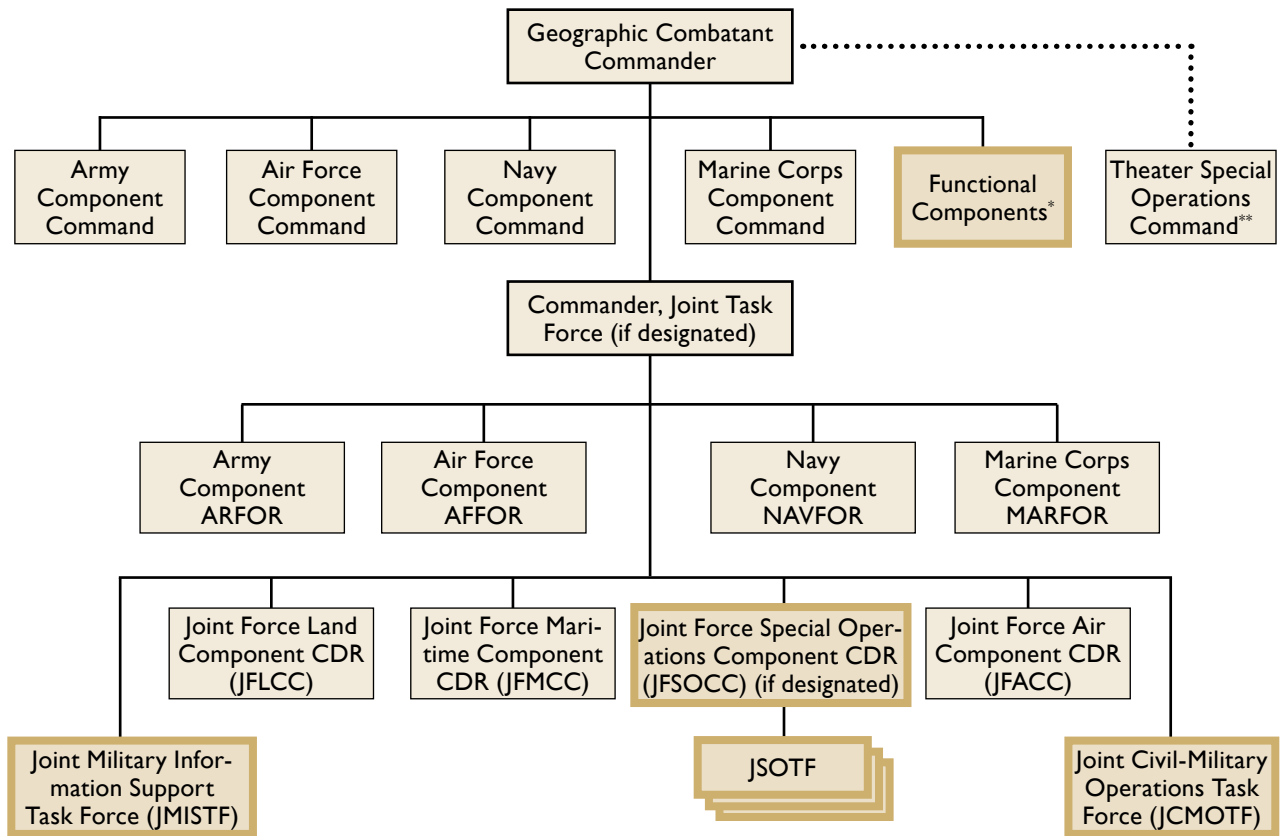 Geographic Combatant
Commander
Army
Component
Command
Air Force
Component
Command
Navy
Component
Command
Marine Corps
Component
Command
Functional
Components*
Theater Special
Operations
Command**
Commander, Joint Task
Force (if designated)
Army
Component
ARFOR
Air Force
Component
AFFOR
Navy
Component
NAVFOR
Marine Corps
Component
MARFOR
Joint Force Land
Component CDR
(JFLCC)
Joint Force Mari-
time Component
CDR (JFMCC)
Joint Force Special Oper-
ations Component CDR
(JFSOCC) (if designated)
Joint Force Air
Component CDR
(JFACC)
Joint Military Infor-
mation Support
Task Force (JMISTF)
JSOTF
Joint Civil-Military
Operations Task
Force (JCMOTF)